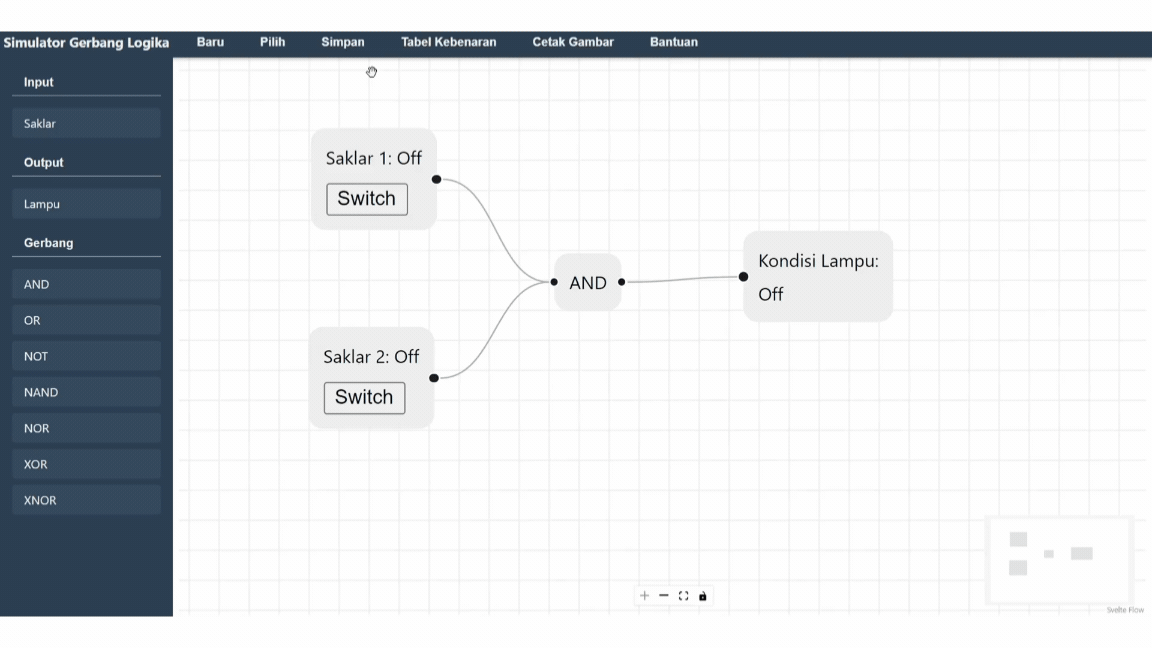 Simulator Gerbang Logika
Baru
Pilih
Simpan
Tabel Kebenaran
Cetak Gambar
Bantuan
Input
Saklar
Output
Lampu
Gerbang
AND
OR
NOT
NAND
NOR
XOR
XNOR
Saklar 1: Off
Switch
Saklar 2: Off
Switch
AND
Kondisi Lampu:
Off
Svelte Flow